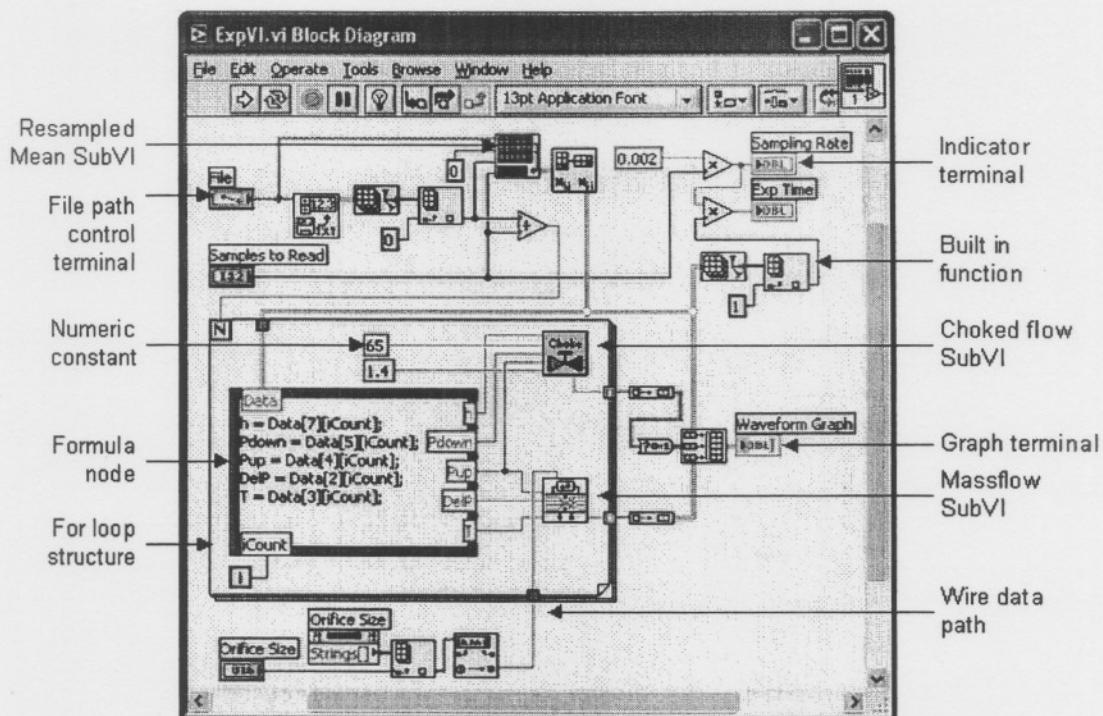 ExpVI.vi Block Diagram
File Edit Operate Tools Browse Window Help
13pt Application Font
1
Resampled
Mean SubVI
File path
control
terminal
Numeric
constant
Formula
node
For loop
structure
File
0
0
Samples to Read
0.002
Sampling Rate
DBL
Exp Time
DBL
1
N
65
1.4
Choke
Data
h = Data[7][iCount];
Pdown = Data[5][iCount];
Pup = Data[4][iCount];
DelP = Data[2][iCount];
T = Data[3][iCount];
h
Pdown
Pup
DelP
T
iCount
i
Waveform Graph
Orifice Size
Strings[]
Orifice Size
Indicator
terminal
Built in
function
Choked flow
SubVI
Graph terminal
Massflow
SubVI
Wire data
path